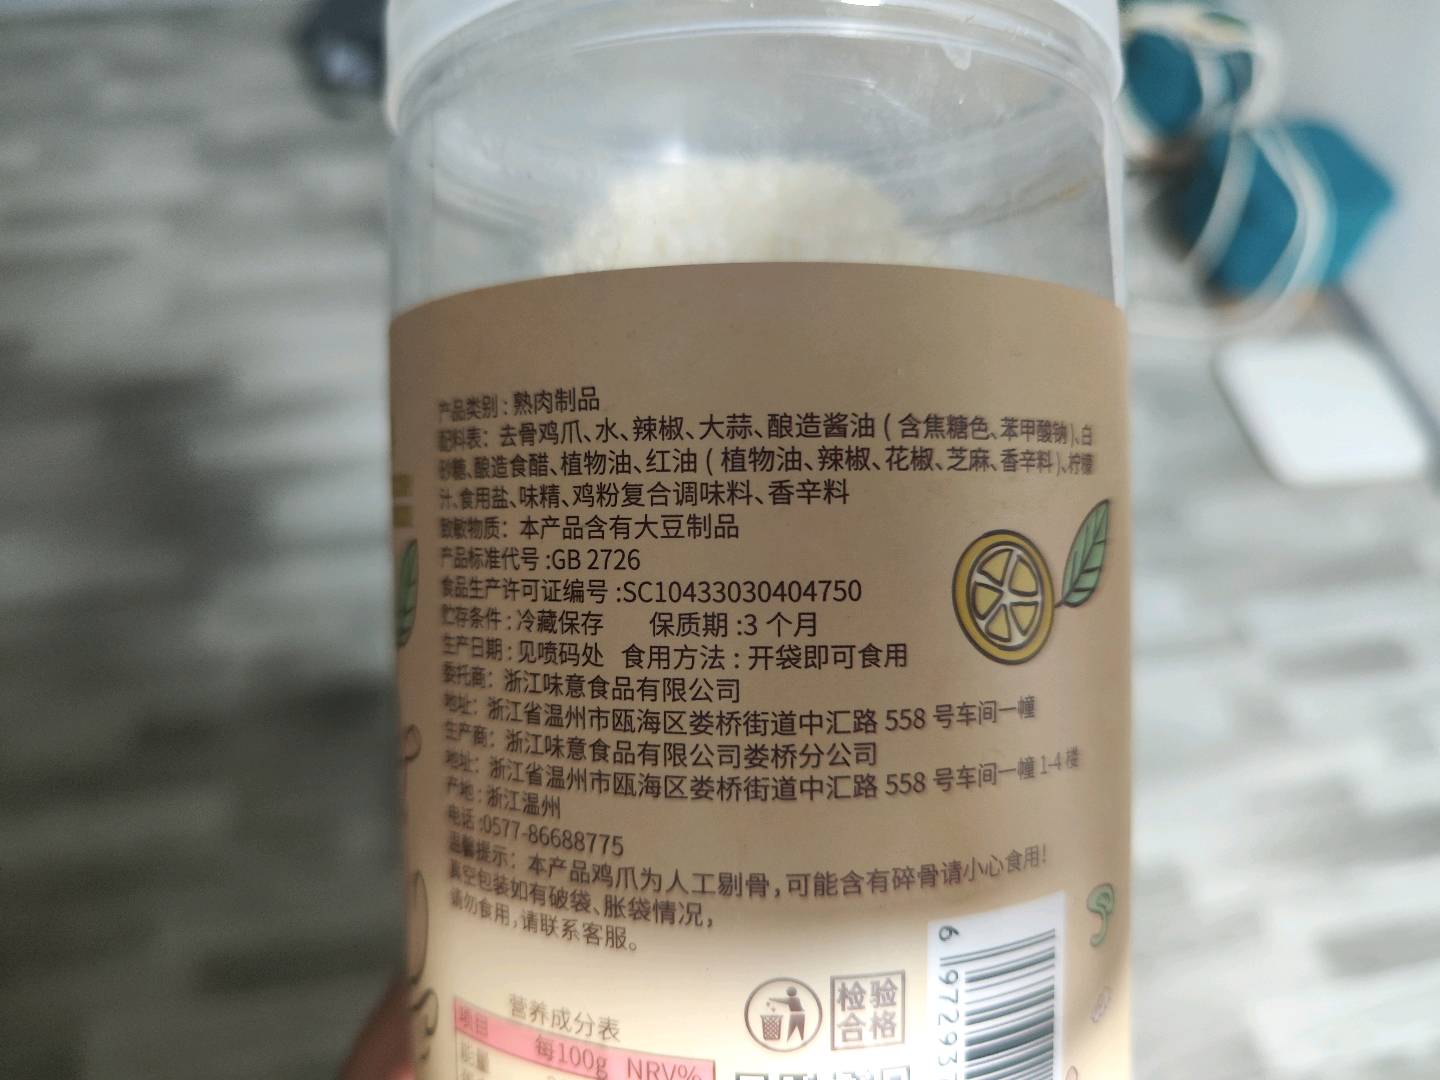 产品类别:熟肉制品
配料表：去骨鸡爪、水、辣椒、大蒜、酿造酱油(含焦糖色、苯甲酸钠)、白
砂糖、酿造食醋、植物油、红油(植物油、辣椒、花椒、芝麻、香辛料)、柠檬
汁、食用盐、味精、鸡粉复合调味料、香辛料
致敏物质：本产品含有大豆制品
产品标准代号:GB 2726
食品生产许可证编号:SC10433030404750
贮存条件:冷藏保存 保质期:3 个月
生产日期:见喷码处 食用方法:开袋即可食用
委托商：浙江味意食品有限公司
地址：浙江省温州市瓯海区娄桥街道中汇路 558 号车间一幢
生产商：浙江味意食品有限公司娄桥分公司
地址：浙江省温州市瓯海区娄桥街道中汇路 558 号车间一幢 1-4 楼
产地:浙江温州
电话:0577-86688775
温馨提示：本产品鸡爪为人工剔骨,可能含有碎骨请小心食用!
真空包装如有破袋、胀袋情况,
请勿食用,请联系客服。
检验
合格
营养成分表
项目 每100g NRV%
能量
6 97293